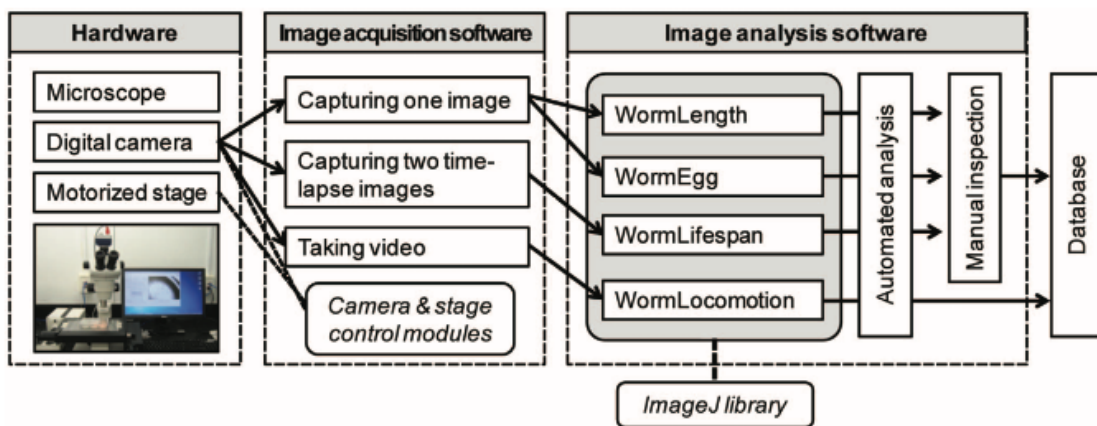 Hardware
Microscope
Digital camera
Motorized stage
Image acquisition software
Capturing one image
Capturing two time-
lapse images
Taking video
Camera & stage
control modules
Image analysis software
WormLength
WormEgg
WormLifespan
WormLocomotion
ImageJ library
Automated analysis
Manual inspection
Database